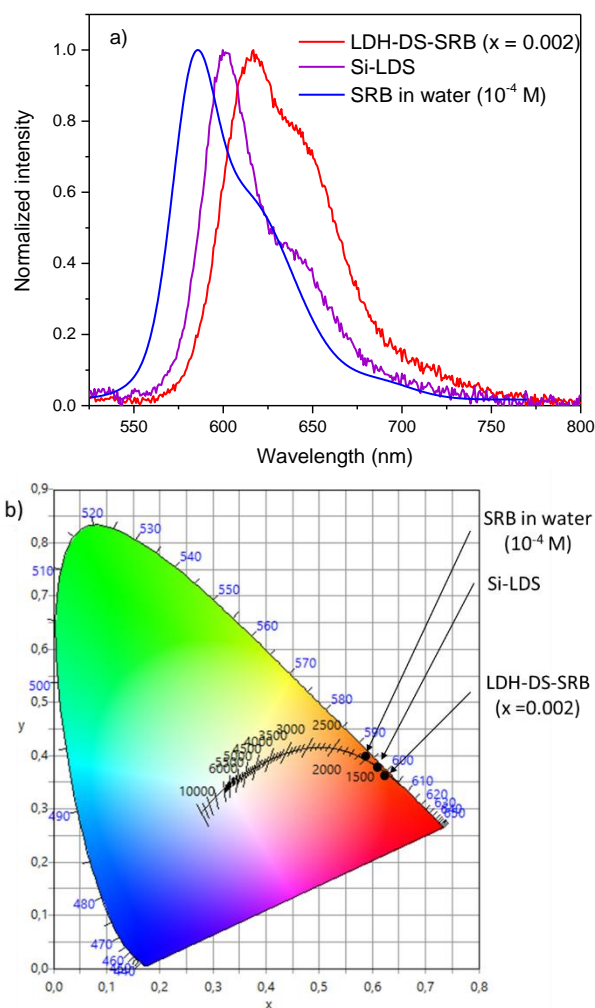 a)
LDH-DS-SRB (x = 0.002)
Si-LDS
SRB in water (10⁻⁴ M)
Normalized intensity
1.0
0.8
0.6
0.4
0.2
0.0
550 600 650 700 750 800
Wavelength (nm)
b)
0,9
0,8
0,7
0,6
0,5
y
0,4
0,3
0,2
0,1
0,0
0,0 0,1 0,2 0,3 0,4 0,5 0,6 0,7 0,8
x
520
530
540
550
560
570
580
590
600
610
620
630
510
500
490
480
470
460
10000
6000
4500
4000
3500
3000
2500
2000
1500
SRB in water
(10⁻⁴ M)
Si-LDS
LDH-DS-SRB
(x =0.002)